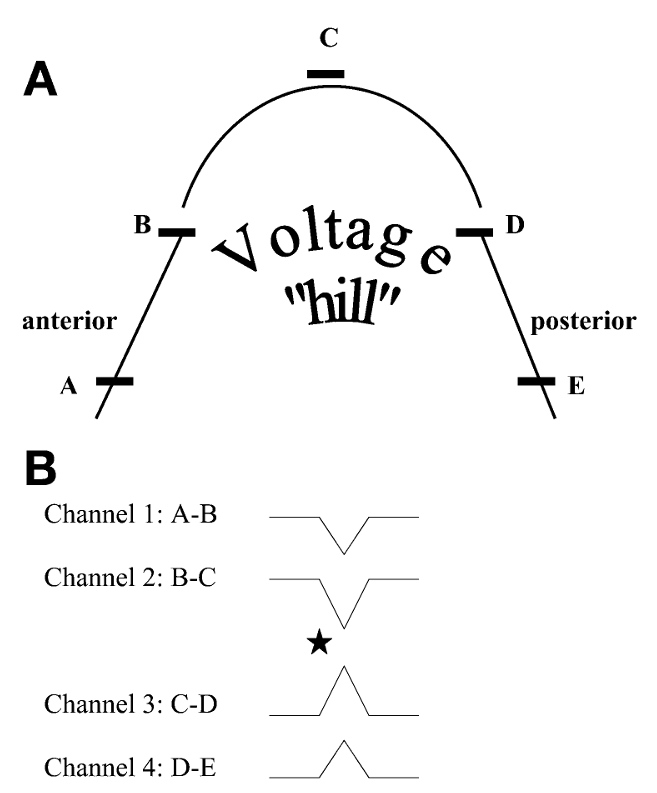 A
C
B
D
Voltage
"hill"
anterior
posterior
A
E
B
Channel 1: A-B
Channel 2: B-C
Channel 3: C-D
Channel 4: D-E